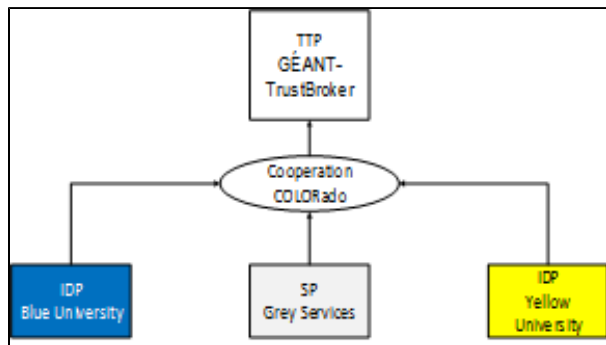 TTP
GÉANT-
TrustBroker
Cooperation
COLORado
IDP
Blue University
SP
Grey Services
IDP
Yellow
University